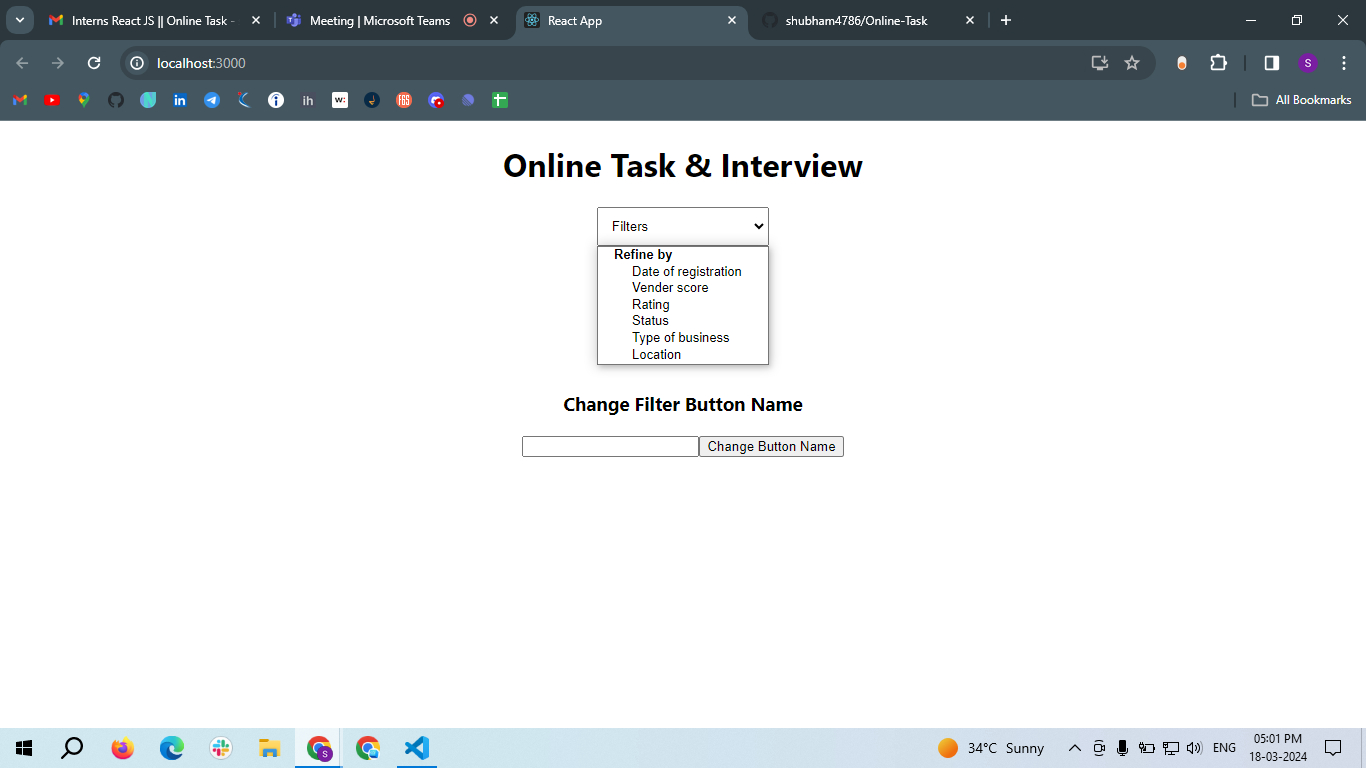 Interns React JS || Online Task -
Meeting | Microsoft Teams
React App
shubham4786/Online-Task
localhost:3000
S
in
ih
w:
TGS
All Bookmarks
Online Task & Interview
Filters
Refine by
Date of registration
Vender score
Rating
Status
Type of business
Location
Change Filter Button Name
Change Button Name
S
34°C Sunny
ENG
05:01 PM
18-03-2024